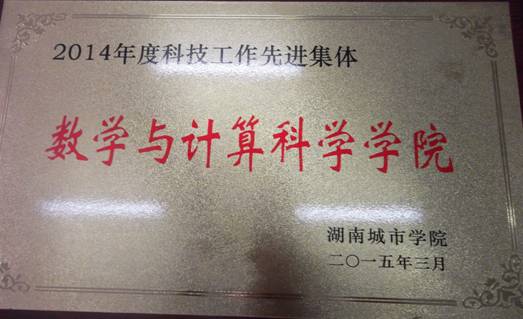 2014年度科技工作先进集体
数学与计算科学学院
湖南城市学院
二〇一五年三月